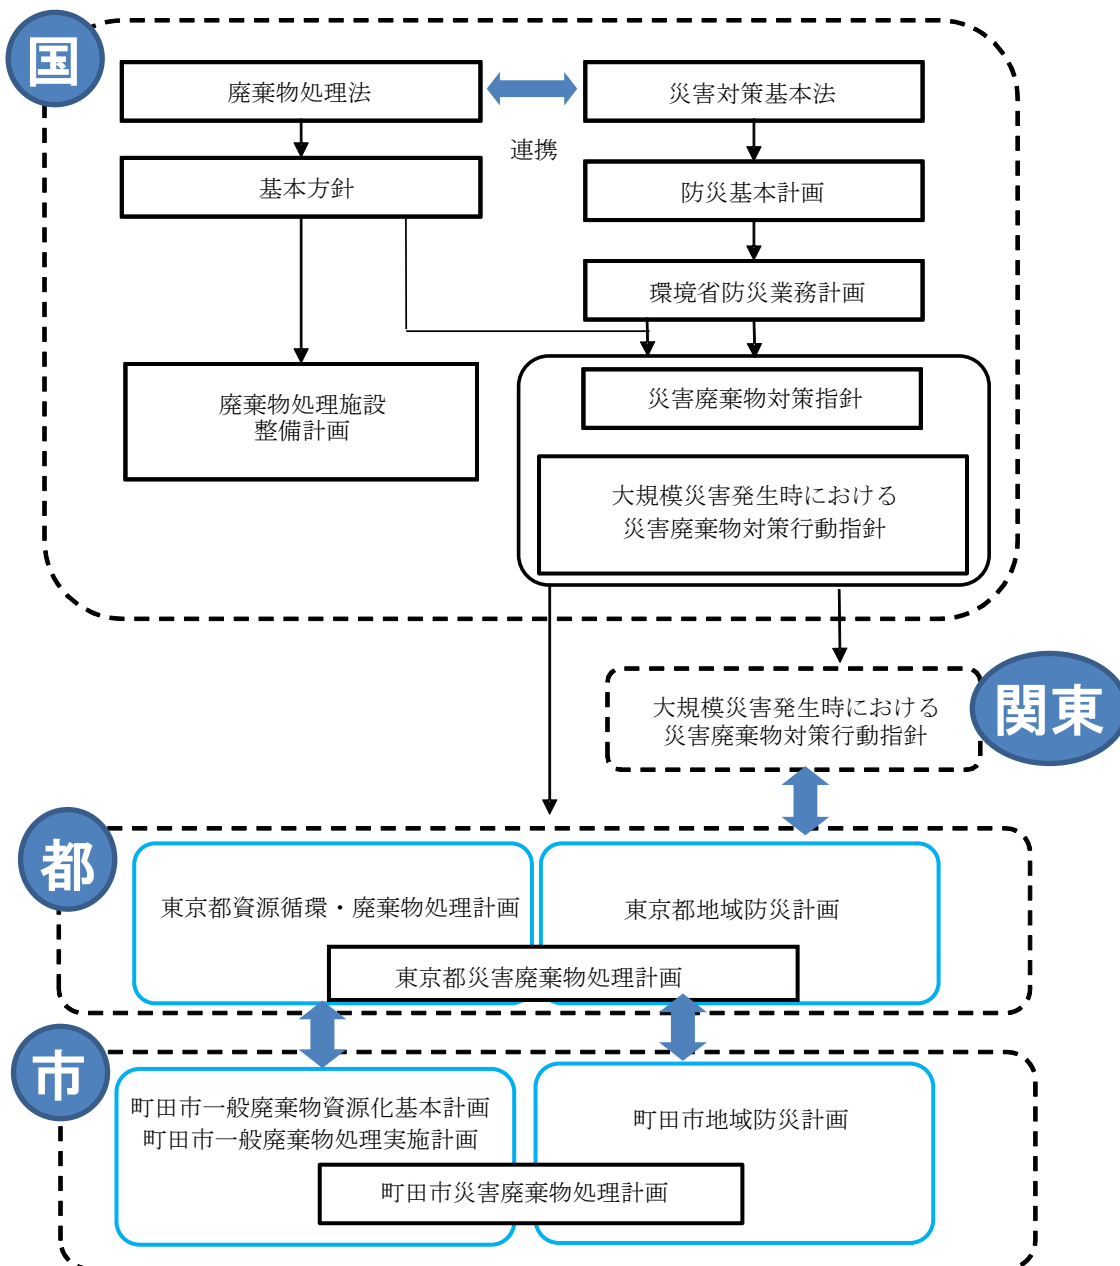 国
廃棄物処理法
災害対策基本法
連携
基本方針
防災基本計画
環境省防災業務計画
廃棄物処理施設
整備計画
災害廃棄物対策指針
大規模災害発生時における
災害廃棄物対策行動指針
関東
大規模災害発生時における
災害廃棄物対策行動指針
都
東京都資源循環・廃棄物処理計画
東京都地域防災計画
東京都災害廃棄物処理計画
市
町田市一般廃棄物資源化基本計画
町田市一般廃棄物処理実施計画
町田市地域防災計画
町田市災害廃棄物処理計画